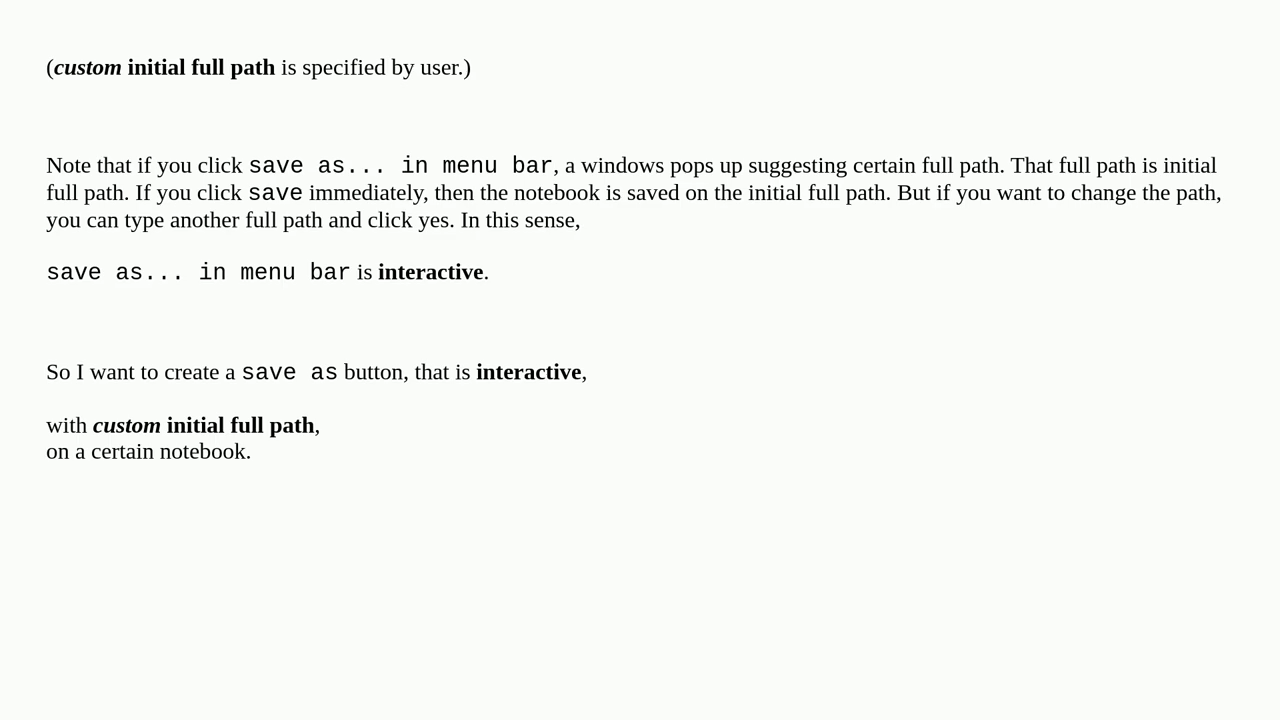 (custom initial full path is specified by user.)
Note that if you click save as... in menu bar, a windows pops up suggesting certain full path. That full path is initial
full path. If you click save immediately, then the notebook is saved on the initial full path. But if you want to change the path,
you can type another full path and click yes. In this sense,
save as... in menu bar is interactive.
So I want to create a save as button, that is interactive,
with custom initial full path,
on a certain notebook.